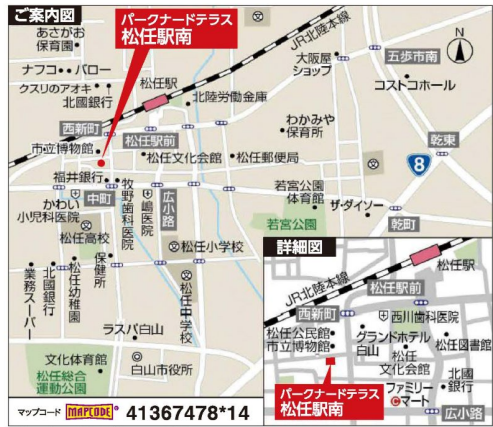 ご案内図
パークナードテラス
松任駅南
あさがお
保育園
ナフコ
バロー
クスリのアオキ
北國銀行
松任駅
北陸労働金庫
JR北陸本線
大阪屋
ショップ
五歩市南
コストコホール
N
わかみや
保育所
西新町
松任駅前
市立博物館
松任文化会館
松任郵便局
乾東
8
福井銀行
中町
牧野歯科医院
嶋医院
広小路
若宮公園
体育館
ザ・ダイソー
若宮公園
乾町
かわい
小児科医院
松任高校
松任小学校
松任中学校
業務スーパー
北國銀行
松任幼稚園
保健所
ラスパ白山
文化体育館
白山市役所
松任総合
運動公園
マップコード MAPCODE® 41367478*14
詳細図
松任駅
JR北陸本線
松任駅前
西新町
西川歯科医院
松任公民館
市立博物館
グランドホテル
白山
松任図書館
松任
文化会館
北國
銀行
パークナードテラス
松任駅南
ファミリー
マート
広小路